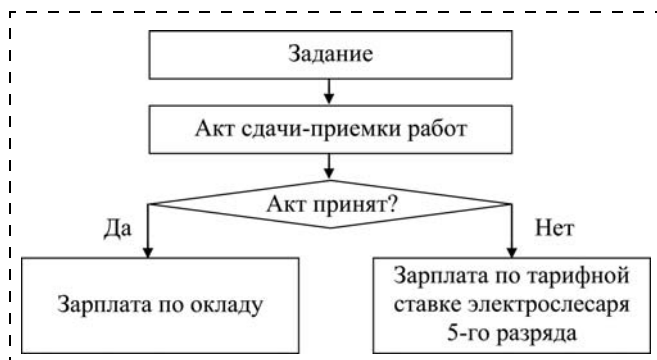 Задание
Акт сдачи-приемки работ
Акт принят?
Да
Нет
Зарплата по окладу
Зарплата по тарифной
ставке электрослесаря
5-го разряда